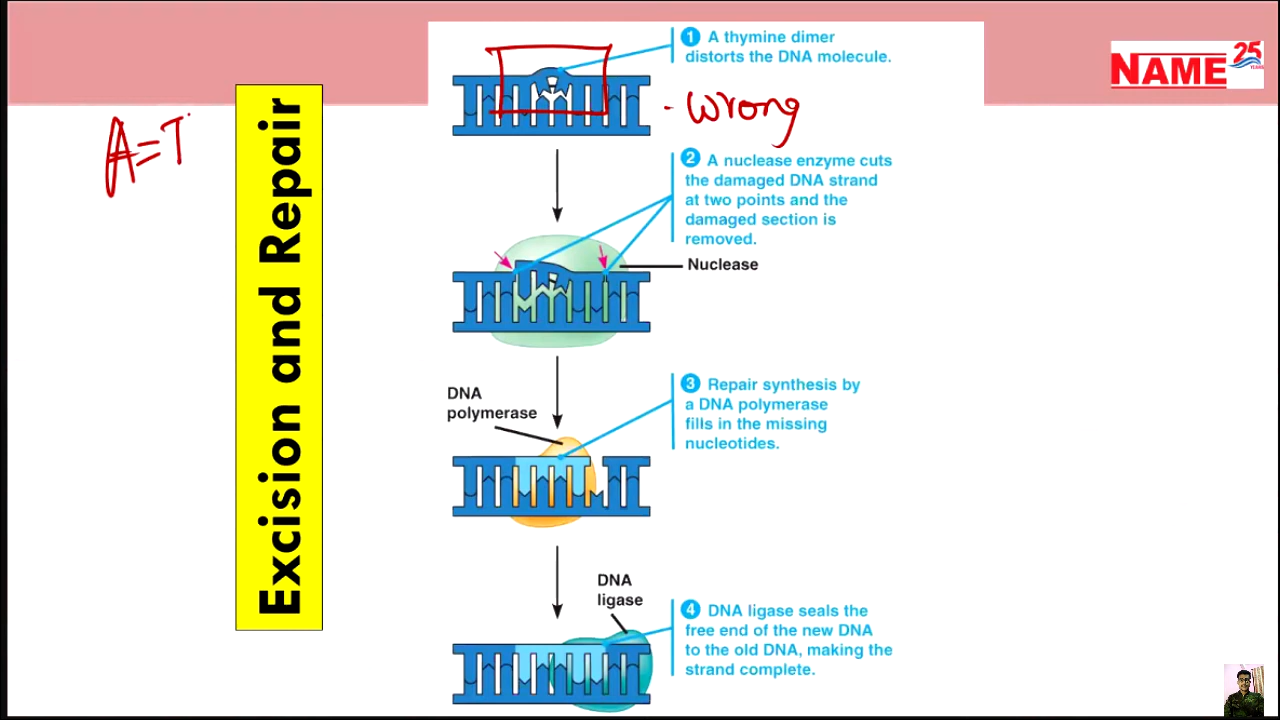 1 A thymine dimer
distorts the DNA molecule.
NAME 25
YEARS
wrong
A=T
Excision and Repair
2 A nuclease enzyme cuts
the damaged DNA strand
at two points and the
damaged section is
removed.
Nuclease
DNA
polymerase
3 Repair synthesis by
a DNA polymerase
fills in the missing
nucleotides.
DNA
ligase
4 DNA ligase seals the
free end of the new DNA
to the old DNA, making the
strand complete.